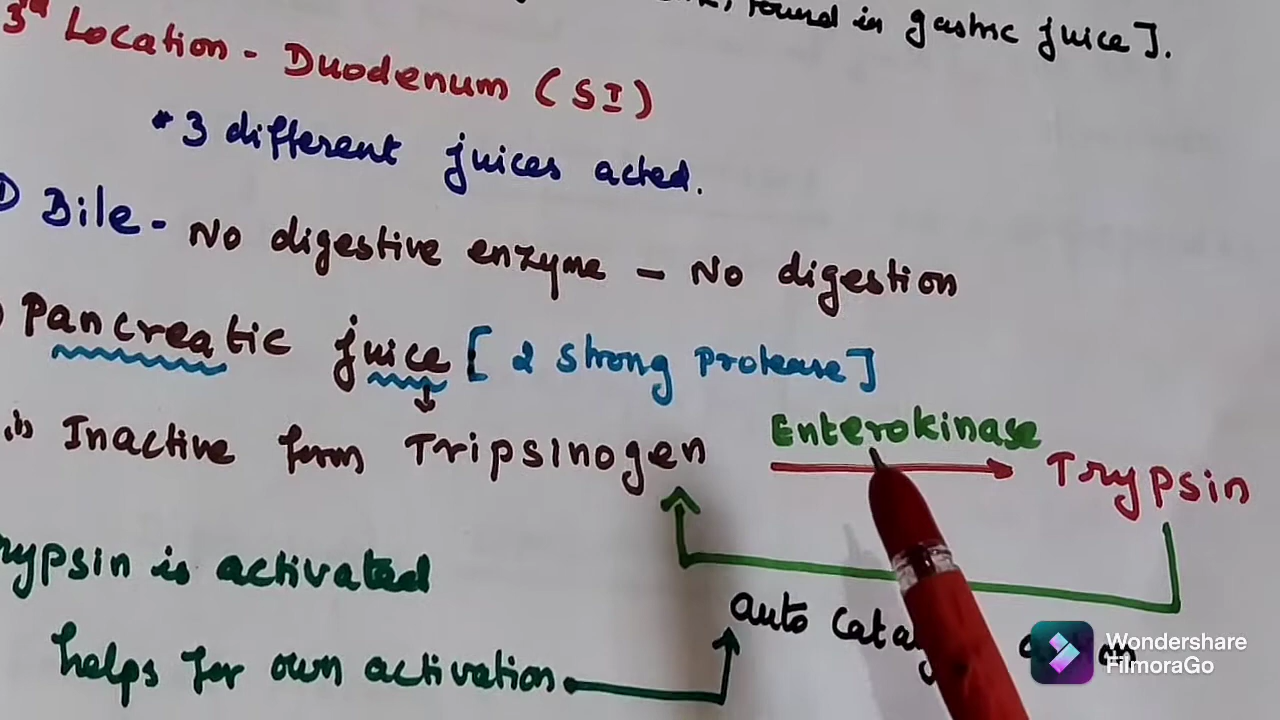 found in gastric juice].
3rd Location - Duodenum (SI)
* 3 different juices acted.
Bile - No digestive enzyme - No digestion
Pancreatic juice [2 strong Protease]
Inactive form Tripsinogen Enterokinase Trypsin
rypsin is activated
auto
helps for own activation
Wondershare
FilmoraGo